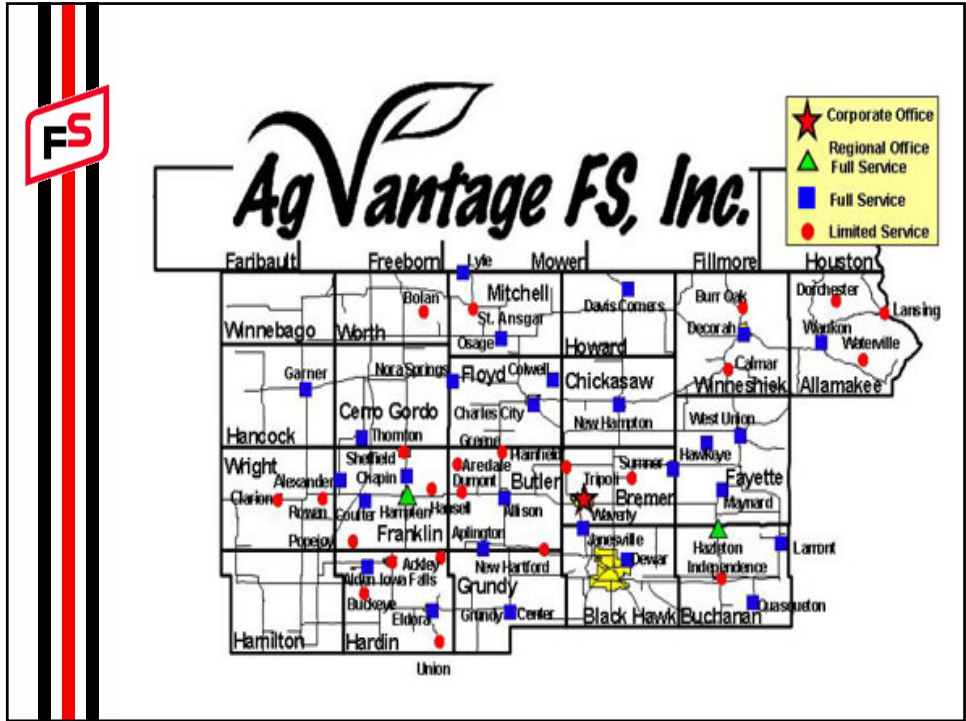 FS
AgVantage FS, Inc.
Corporate Office
Regional Office
Full Service
Full Service
Limited Service
Faribault
Freeborn
Lyle
Mower
Fillmore
Houston
Winnebago
Worth
Bolan
Mitchell
St. Ansgar
Osage
Davis Corners
Howard
Burr Oak
Decorah
Dorchester
Lansing
Waukon
Waterville
Garner
Nora Springs
Floyd
Colwell
Chickasaw
Calmar
Winneshiek
Allamakee
Cerro Gordo
Charles City
New Hampton
Hancock
Thornton
Greene
West Union
Wright
Sheffield
Aredale
Plainfield
Sumner
Hawkeye
Alexander
Chapin
Dumont
Butler
Tripoli
Bremer
Fayette
Clarion
Rowan
Coulter
Hampton
Hansell
Allison
Waverly
Maynard
Popejoy
Franklin
Aplington
Janesville
Hazleton
Lamont
Ackley
New Hartford
Dewar
Independence
Alden
Iowa Falls
Buckeye
Grundy
Eldora
Grundy Center
Black Hawk
Buchanan
Quasqueton
Hamilton
Hardin
Union